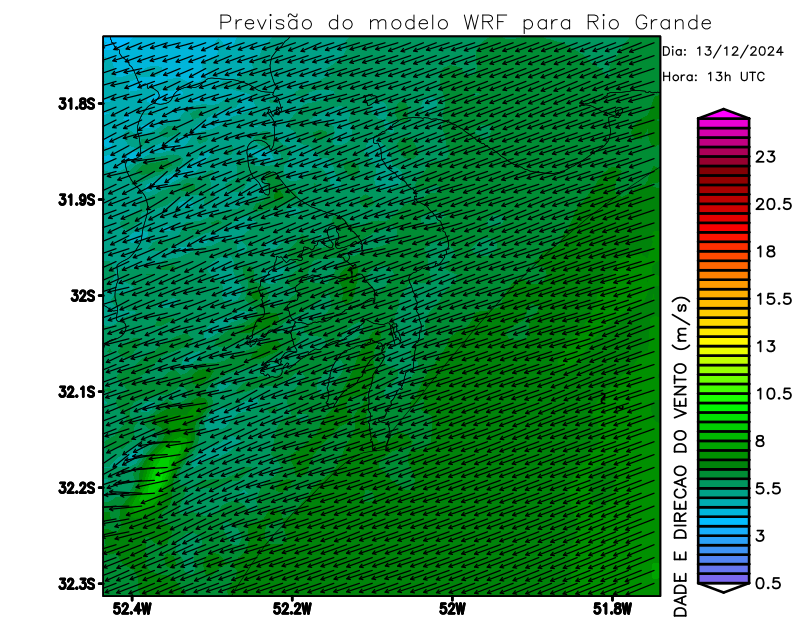 Previsão do modelo WRF para Rio Grande
Dia: 13/12/2024
Hora: 13h UTC
31.8S
31.9S
32S
32.1S
32.2S
32.3S
52.4W
52.2W
52W
51.8W
23
20.5
18
15.5
13
10.5
8
5.5
3
0.5
DADE E DIRECAO DO VENTO (m/s)